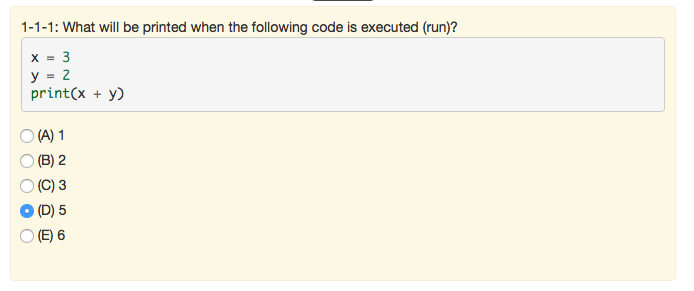 1-1-1: What will be printed when the following code is executed (run)?
x = 3
y = 2
print(x + y)
(A) 1
(B) 2
(C) 3
(D) 5
(E) 6